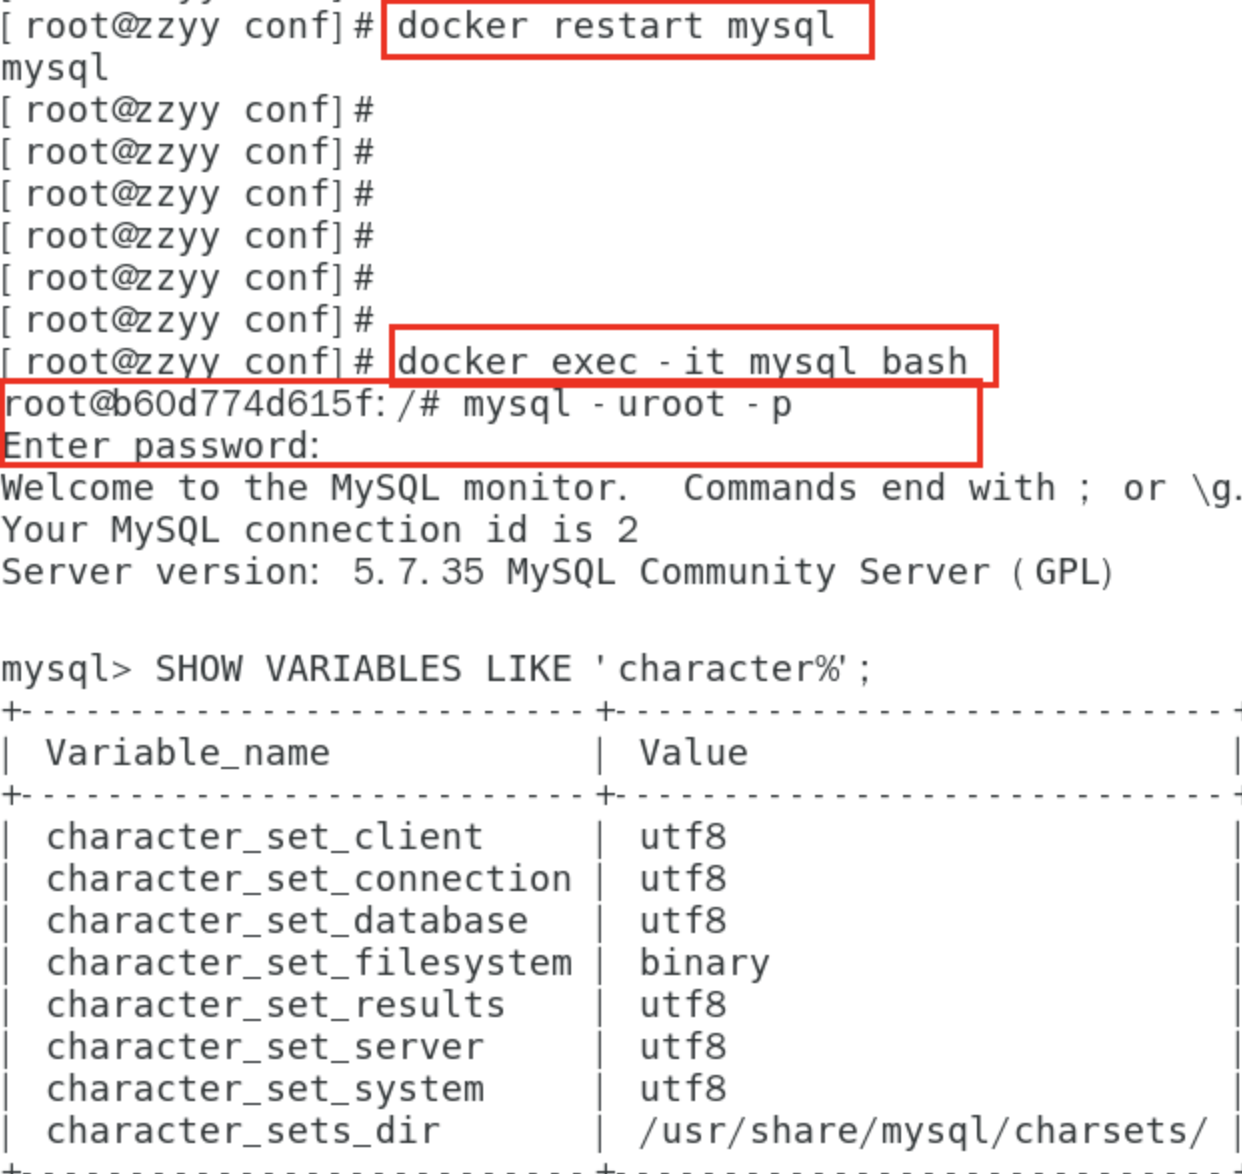 [root@zzyy conf]# docker restart mysql
mysql
[root@zzyy conf]#
[root@zzyy conf]#
[root@zzyy conf]#
[root@zzyy conf]#
[root@zzyy conf]#
[root@zzyy conf]#
[root@zzyy conf]# docker exec -it mysql bash
root@b60d774d615f:/# mysql -uroot -p
Enter password:
Welcome to the MySQL monitor.  Commands end with ; or \g.
Your MySQL connection id is 2
Server version: 5.7.35 MySQL Community Server (GPL)
mysql> SHOW VARIABLES LIKE 'character%';
+--------------------------+----------------------------+
| Variable_name            | Value                      |
+--------------------------+----------------------------+
| character_set_client     | utf8                       |
| character_set_connection | utf8                       |
| character_set_database   | utf8                       |
| character_set_filesystem | binary                     |
| character_set_results    | utf8                       |
| character_set_server     | utf8                       |
| character_set_system     | utf8                       |
| character_sets_dir       | /usr/share/mysql/charsets/ |
+--------------------------+----------------------------+